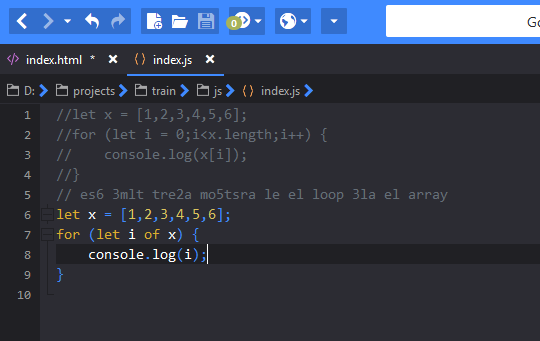 0
Go
index.html *
index.js
D: projects train js index.js
1 //let x = [1,2,3,4,5,6];
2 //for (let i = 0;i<x.length;i++) {
3 //    console.log(x[i]);
4 //}
5 // es6 3mlt tre2a mo5tsra le el loop 3la el array
6 let x = [1,2,3,4,5,6];
7 for (let i of x) {
8     console.log(i);
9 }
10